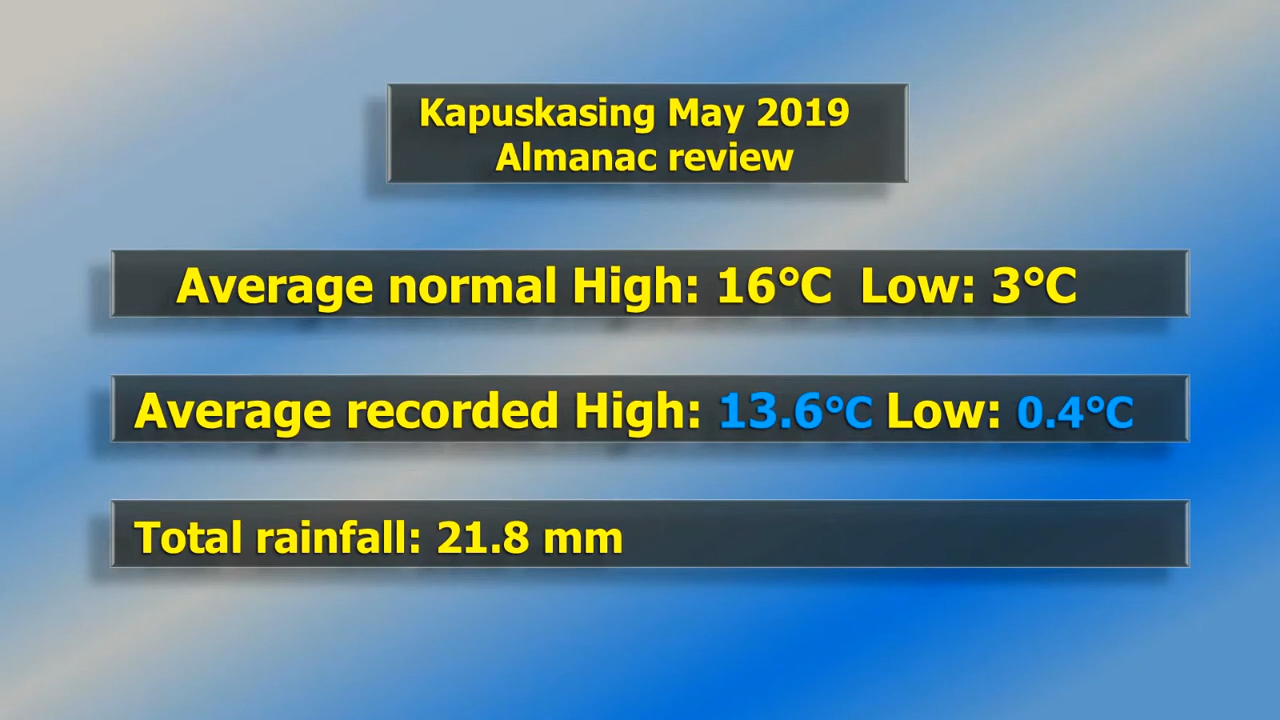 Kapuskasing May 2019
Almanac review
Average normal High: 16°C Low: 3°C
Average recorded High: 13.6°C Low: 0.4°C
Total rainfall: 21.8 mm